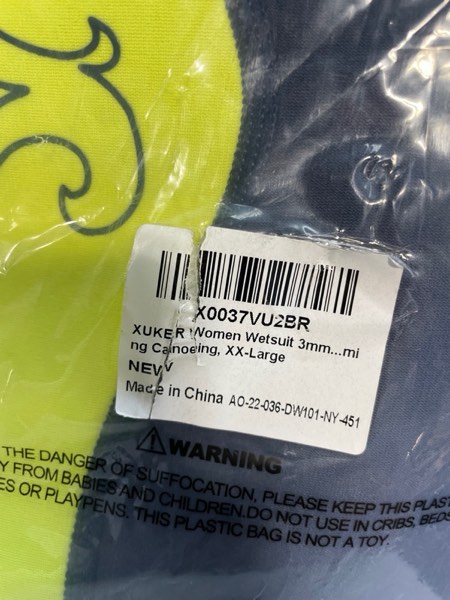 X0037VU2BR
XUKER Women Wetsuit 3mm...mi
ng Canoeing, XX-Large
NEW
Made in China AO-22-036-DW101-NY-451
WARNING
THE DANGER OF SUFFOCATION, PLEASE KEEP THIS PLAST
Y FROM BABIES AND CHILDREN.DO NOT USE IN CRIBS, BEDS
ES OR PLAYPENS. THIS PLASTIC BAG IS NOT A TOY.